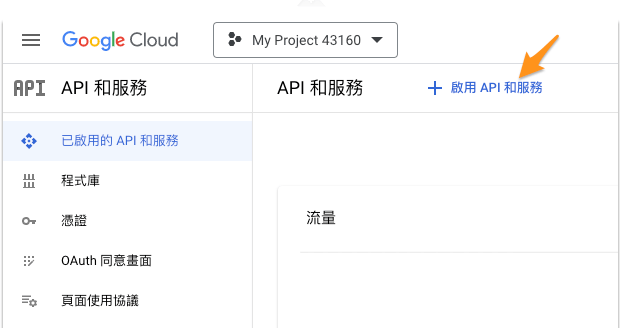 Google Cloud
My Project 43160
API
API 和服務
API 和服務
啟用 API 和服務
已啟用的 API 和服務
程式庫
憑證
OAuth 同意畫面
頁面使用協議
流量